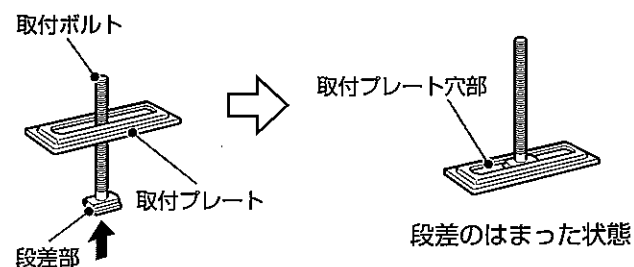 取付ボルト
取付プレート
段差部
取付プレート穴部
段差のはまった状態